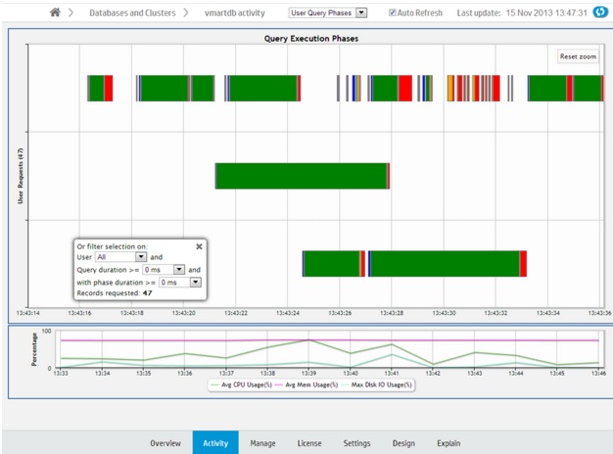 Databases and Clusters > vmartdb activity User Query Phases Auto Refresh Last update: 15 Nov 2013 13:47:31
Query Execution Phases
Reset zoom
User Requests (47)
Or filter selection on:
User All and
Query duration >= 0 ms and
with phase duration >= 0 ms
Records requested: 47
13:43:14 13:43:16 13:43:18 13:43:20 13:43:22 13:43:24 13:43:26 13:43:28 13:43:30 13:43:32 13:43:34 13:43:36
Percentage
100
0
13:33 13:34 13:35 13:36 13:37 13:38 13:39 13:40 13:41 13:42 13:43 13:44 13:45 13:46
Avg CPU Usage(%) Avg Mem Usage(%) Max Disk IO Usage(%)
Overview Activity Manage License Settings Design Explain